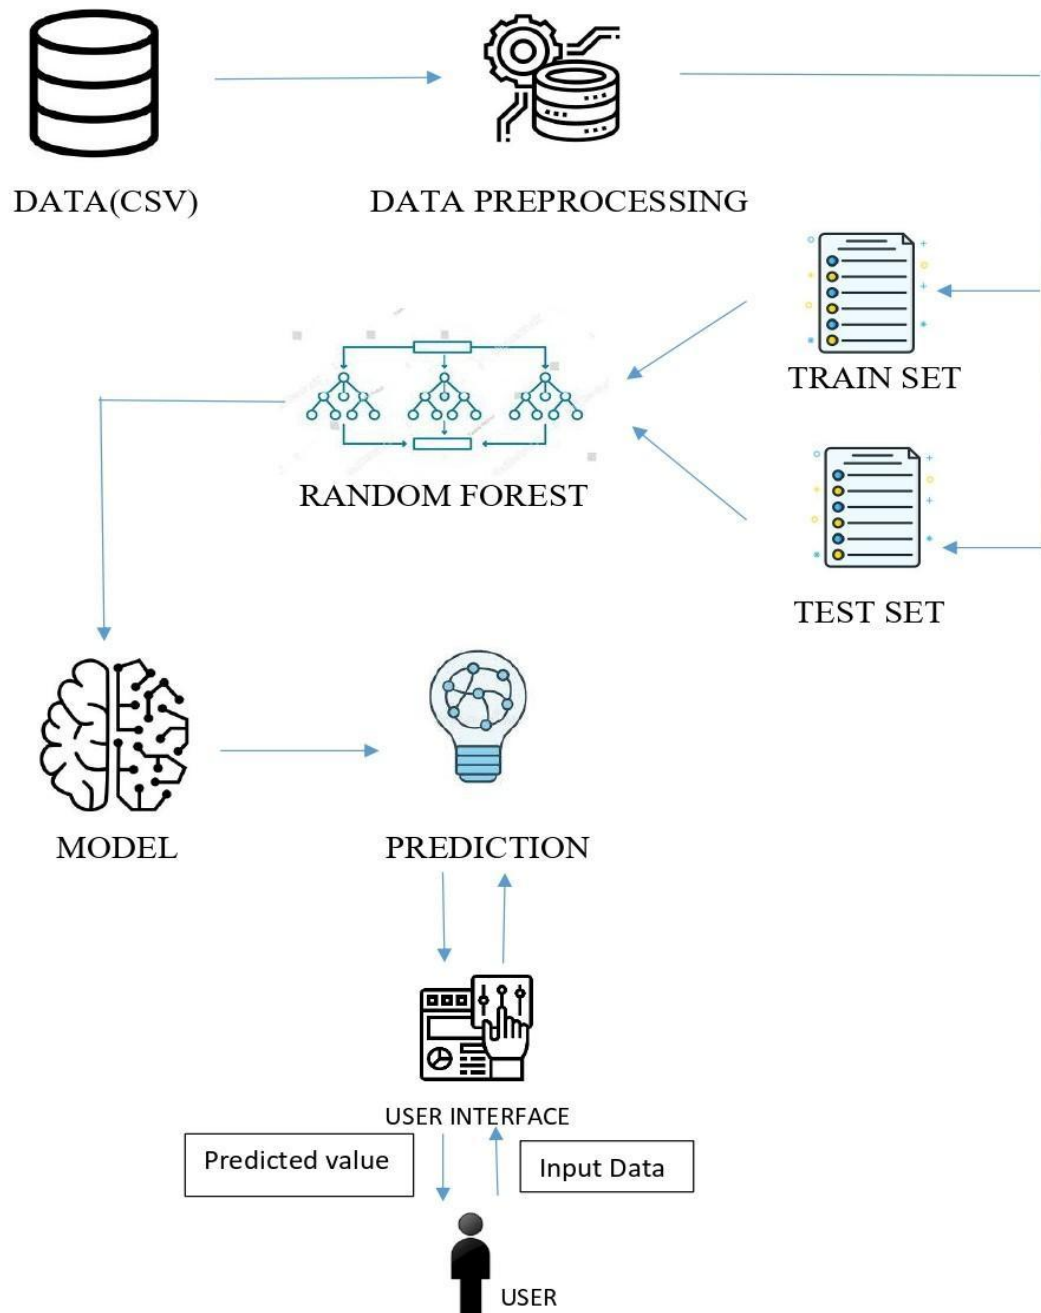 DATA(CSV)
DATA PREPROCESSING
TRAIN SET
RANDOM FOREST
TEST SET
MODEL
PREDICTION
USER INTERFACE
Predicted value
Input Data
USER